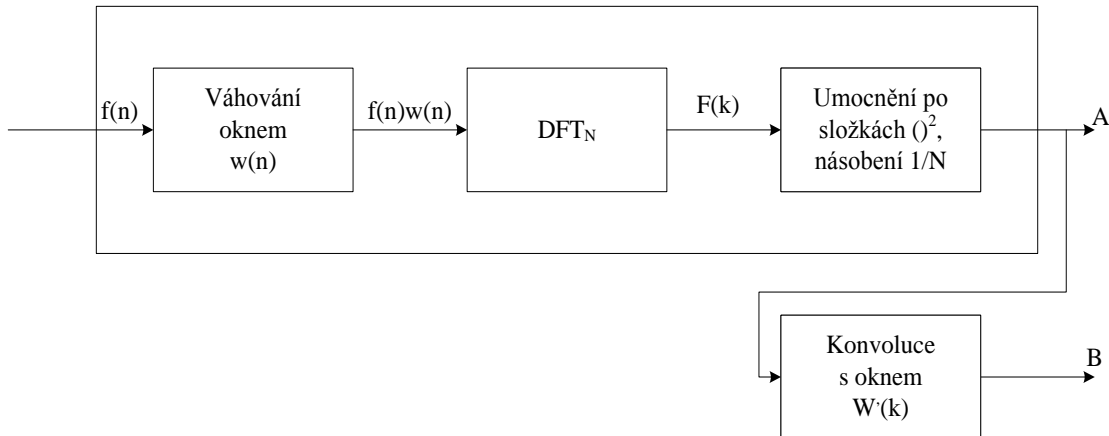 f(n)
Váhování
oknem
w(n)
f(n)w(n)
DFT_N
F(k)
Umocnění po
složkách ()²,
násobení 1/N
A
Konvoluce
s oknem
W'(k)
B